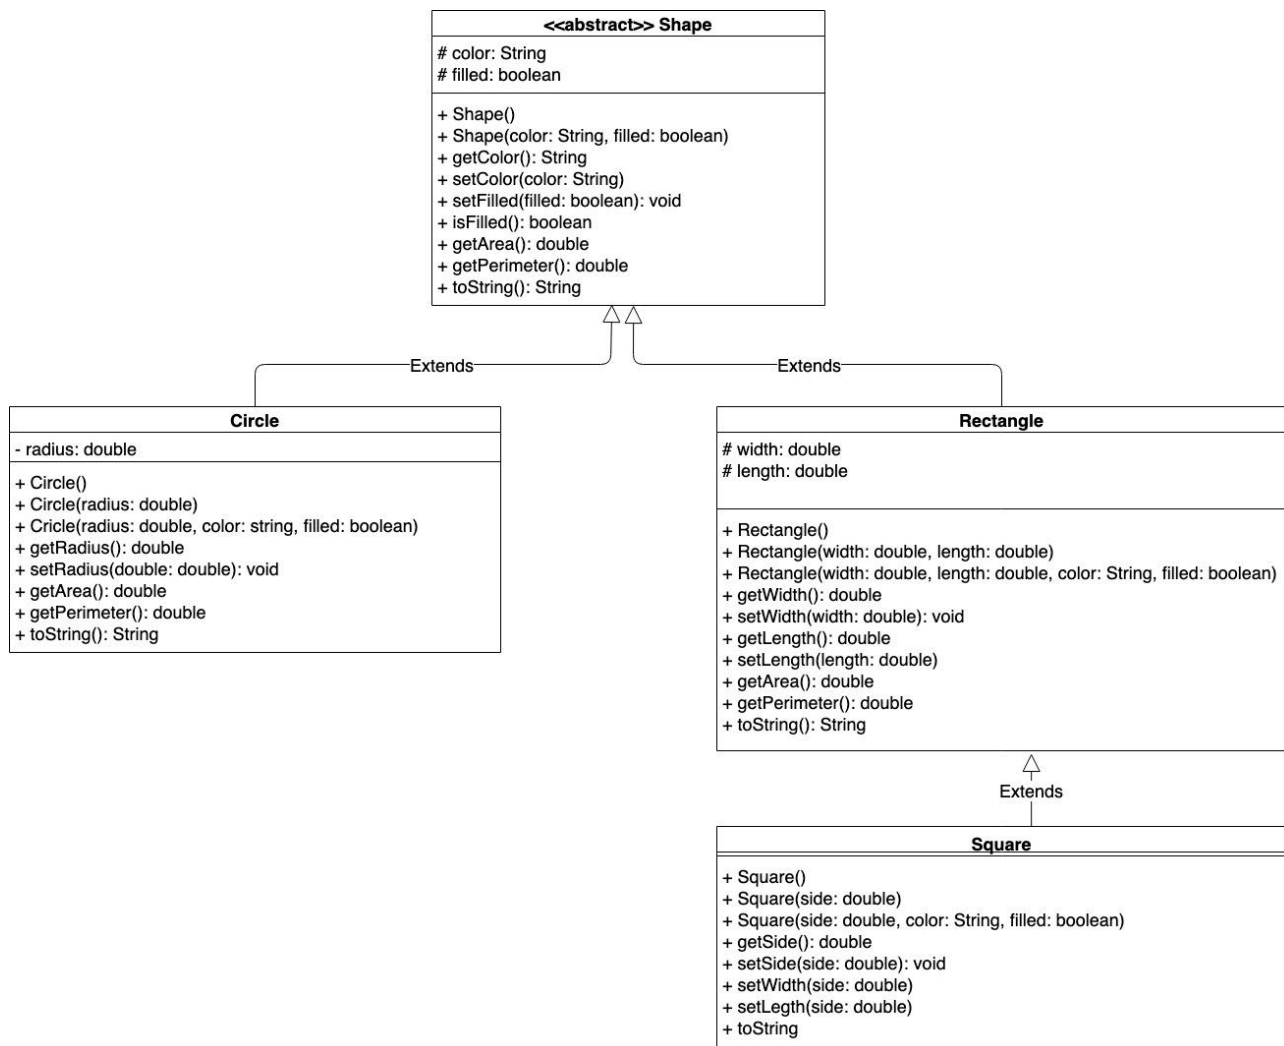 <<abstract>> Shape
# color: String
# filled: boolean
+ Shape()
+ Shape(color: String, filled: boolean)
+ getColor(): String
+ setColor(color: String)
+ setFilled(filled: boolean): void
+ isFilled(): boolean
+ getArea(): double
+ getPerimeter(): double
+ toString(): String
Extends
Extends
Circle
- radius: double
+ Circle()
+ Circle(radius: double)
+ Cricle(radius: double, color: string, filled: boolean)
+ getRadius(): double
+ setRadius(double: double): void
+ getArea(): double
+ getPerimeter(): double
+ toString(): String
Rectangle
# width: double
# length: double
+ Rectangle()
+ Rectangle(width: double, length: double)
+ Rectangle(width: double, length: double, color: String, filled: boolean)
+ getWidth(): double
+ setWidth(width: double): void
+ getLength(): double
+ setLength(length: double)
+ getArea(): double
+ getPerimeter(): double
+ toString(): String
Extends
Square
+ Square()
+ Square(side: double)
+ Square(side: double, color: String, filled: boolean)
+ getSide(): double
+ setSide(side: double): void
+ setWidth(side: double)
+ setLegth(side: double)
+ toString